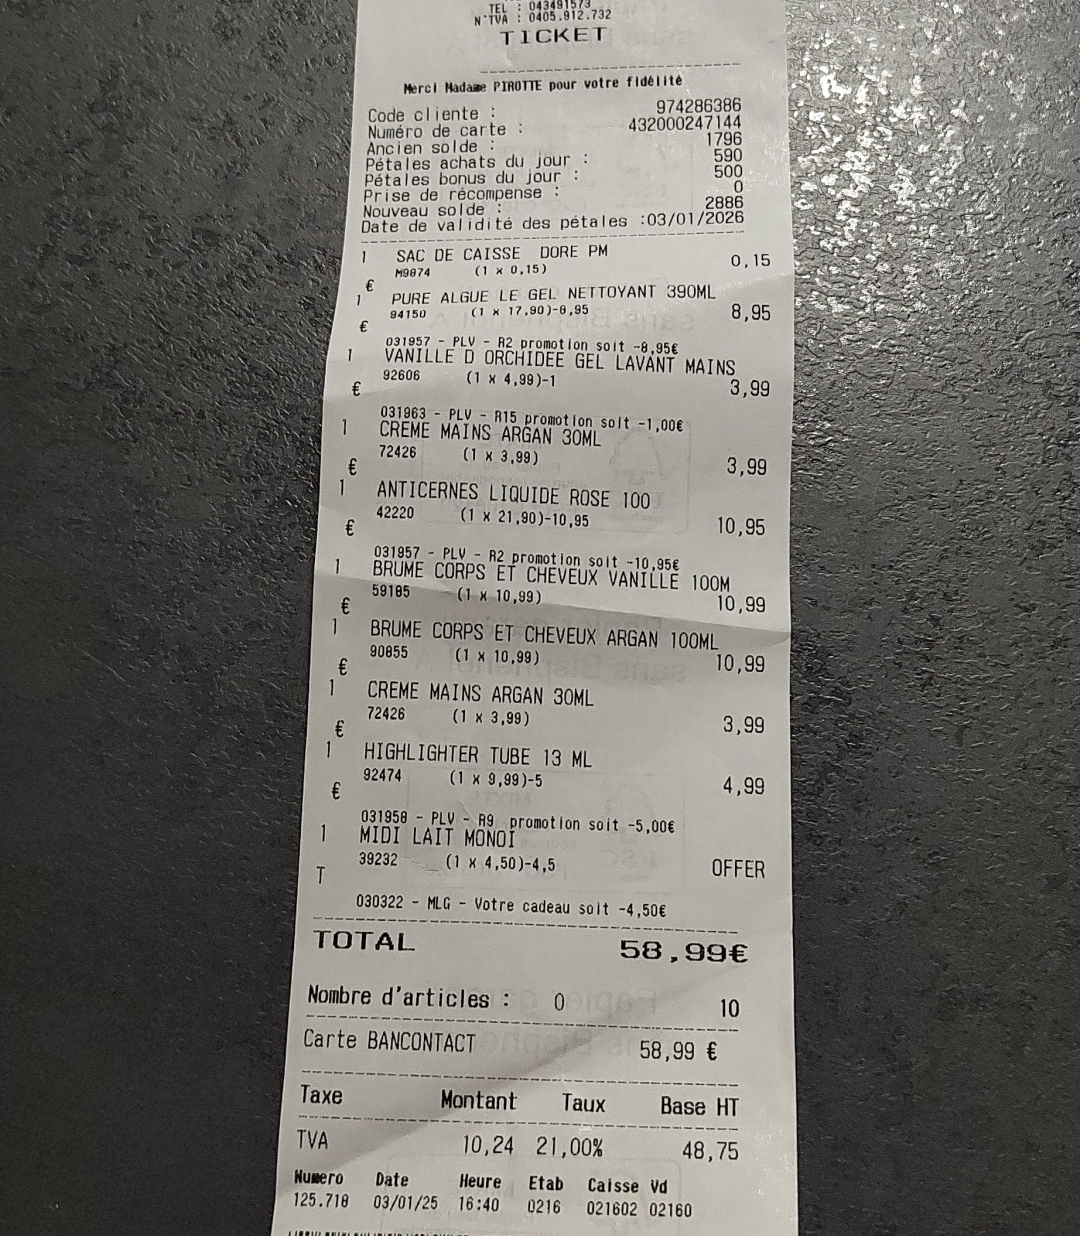 TEL : 043491573
N°TVA : 0405.912.732
TICKET
Merci Madame PIROTTE pour votre fidélité
Code cliente : 974286386
Numéro de carte : 432000247144
Ancien solde : 1796
Pétales achats du jour : 590
Pétales bonus du jour : 500
Prise de récompense : 0
Nouveau solde : 2886
Date de validité des pétales :03/01/2026
1 SAC DE CAISSE DORE PM 0,15
M9874 (1 x 0,15)
€
1 PURE ALGUE LE GEL NETTOYANT 390ML
94150 (1 x 17,90)-8,95 8,95
€
031957 - PLV - R2 promotion soit -8,95€
1 VANILLE D ORCHIDEE GEL LAVANT MAINS
92606 (1 x 4,99)-1 3,99
€
031963 - PLV - R15 promotion soit -1,00€
1 CREME MAINS ARGAN 30ML
72426 (1 x 3,99) 3,99
€
1 ANTICERNES LIQUIDE ROSE 100
42220 (1 x 21,90)-10,95 10,95
€
031957 - PLV - R2 promotion soit -10,95€
1 BRUME CORPS ET CHEVEUX VANILLE 100M
59185 (1 x 10,99) 10,99
€
1 BRUME CORPS ET CHEVEUX ARGAN 100ML
90855 (1 x 10,99) 10,99
€
1 CREME MAINS ARGAN 30ML
72426 (1 x 3,99) 3,99
€
1 HIGHLIGHTER TUBE 13 ML
92474 (1 x 9,99)-5 4,99
€
031958 - PLV - R9 promotion soit -5,00€
1 MIDI LAIT MONOI
39232 (1 x 4,50)-4,5 OFFER
T
030322 - MLG - Votre cadeau soit -4,50€
TOTAL 58,99€
Nombre d'articles : 0 10
Carte BANCONTACT 58,99 €
Taxe Montant Taux Base HT
TVA 10,24 21,00% 48,75
Numero Date Heure Etab Caisse Vd
125.718 03/01/25 16:40 0216 021602 02160